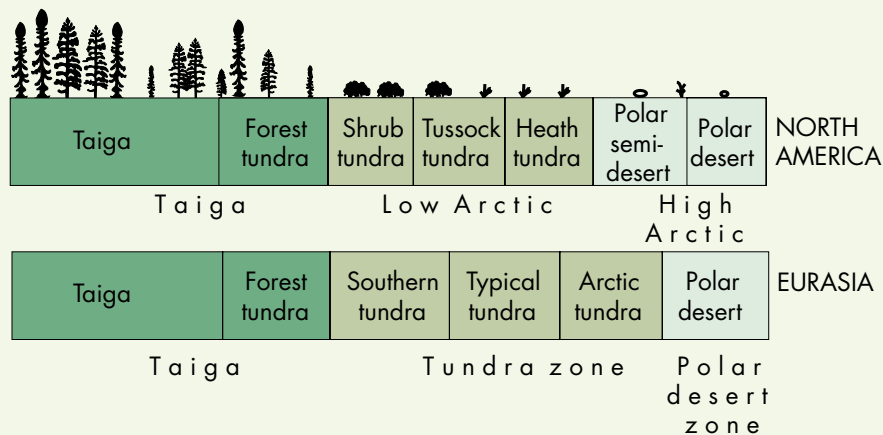 Taiga
Forest
tundra
Shrub
tundra
Tussock
tundra
Heath
tundra
Polar
semi-
desert
Polar
desert
NORTH
AMERICA
Taiga
Low Arctic
High
Arctic
Taiga
Forest
tundra
Southern
tundra
Typical
tundra
Arctic
tundra
Polar
desert
EURASIA
Taiga
Tundra zone
Polar
desert
zone